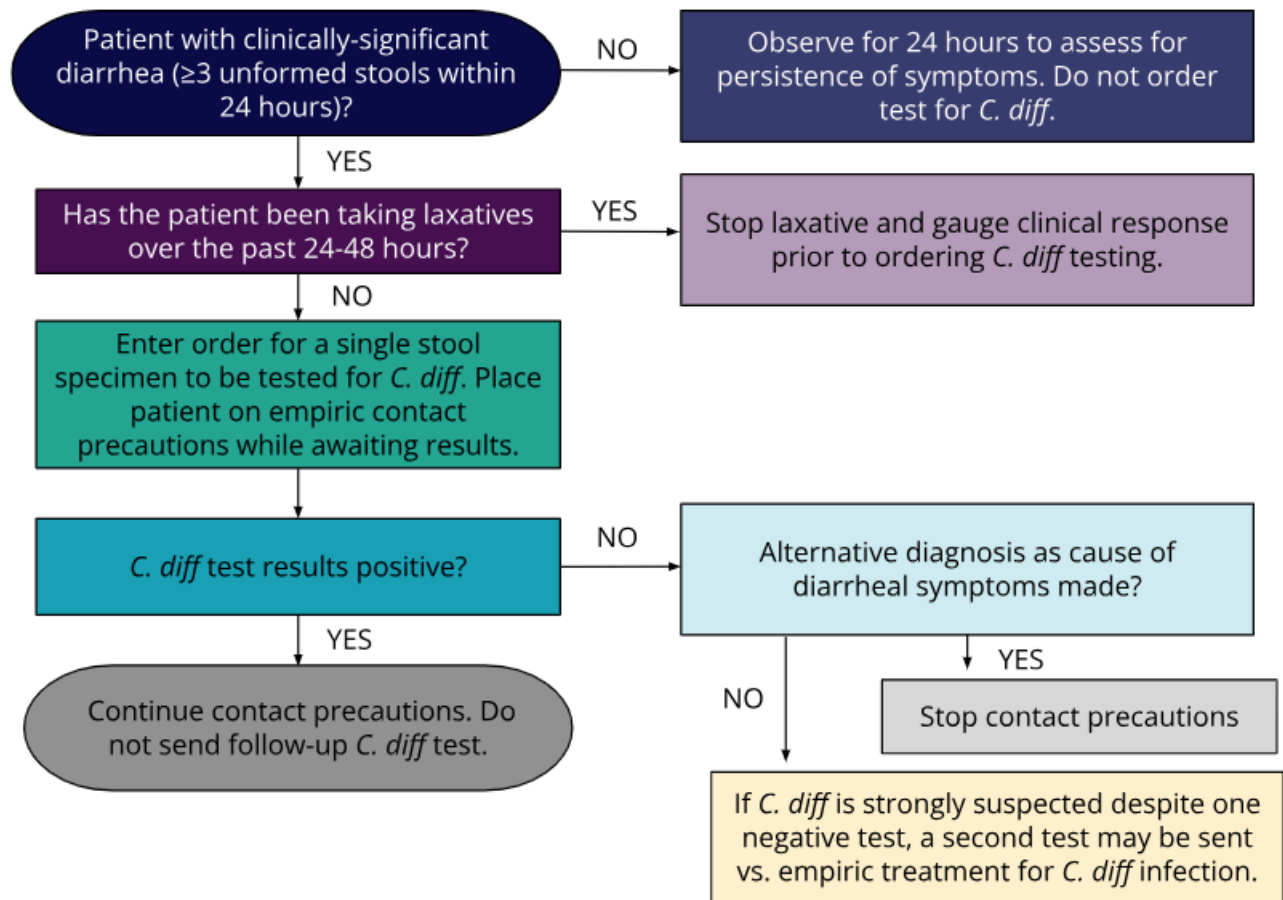 Patient with clinically-significant
diarrhea (≥3 unformed stools within
24 hours)?
NO
Observe for 24 hours to assess for
persistence of symptoms. Do not order
test for C. diff.
YES
Has the patient been taking laxatives
over the past 24-48 hours?
YES
Stop laxative and gauge clinical response
prior to ordering C. diff testing.
NO
Enter order for a single stool
specimen to be tested for C. diff. Place
patient on empiric contact
precautions while awaiting results.
C. diff test results positive?
NO
Alternative diagnosis as cause of
diarrheal symptoms made?
YES
Continue contact precautions. Do
not send follow-up C. diff test.
YES
Stop contact precautions
NO
If C. diff is strongly suspected despite one
negative test, a second test may be sent
vs. empiric treatment for C. diff infection.